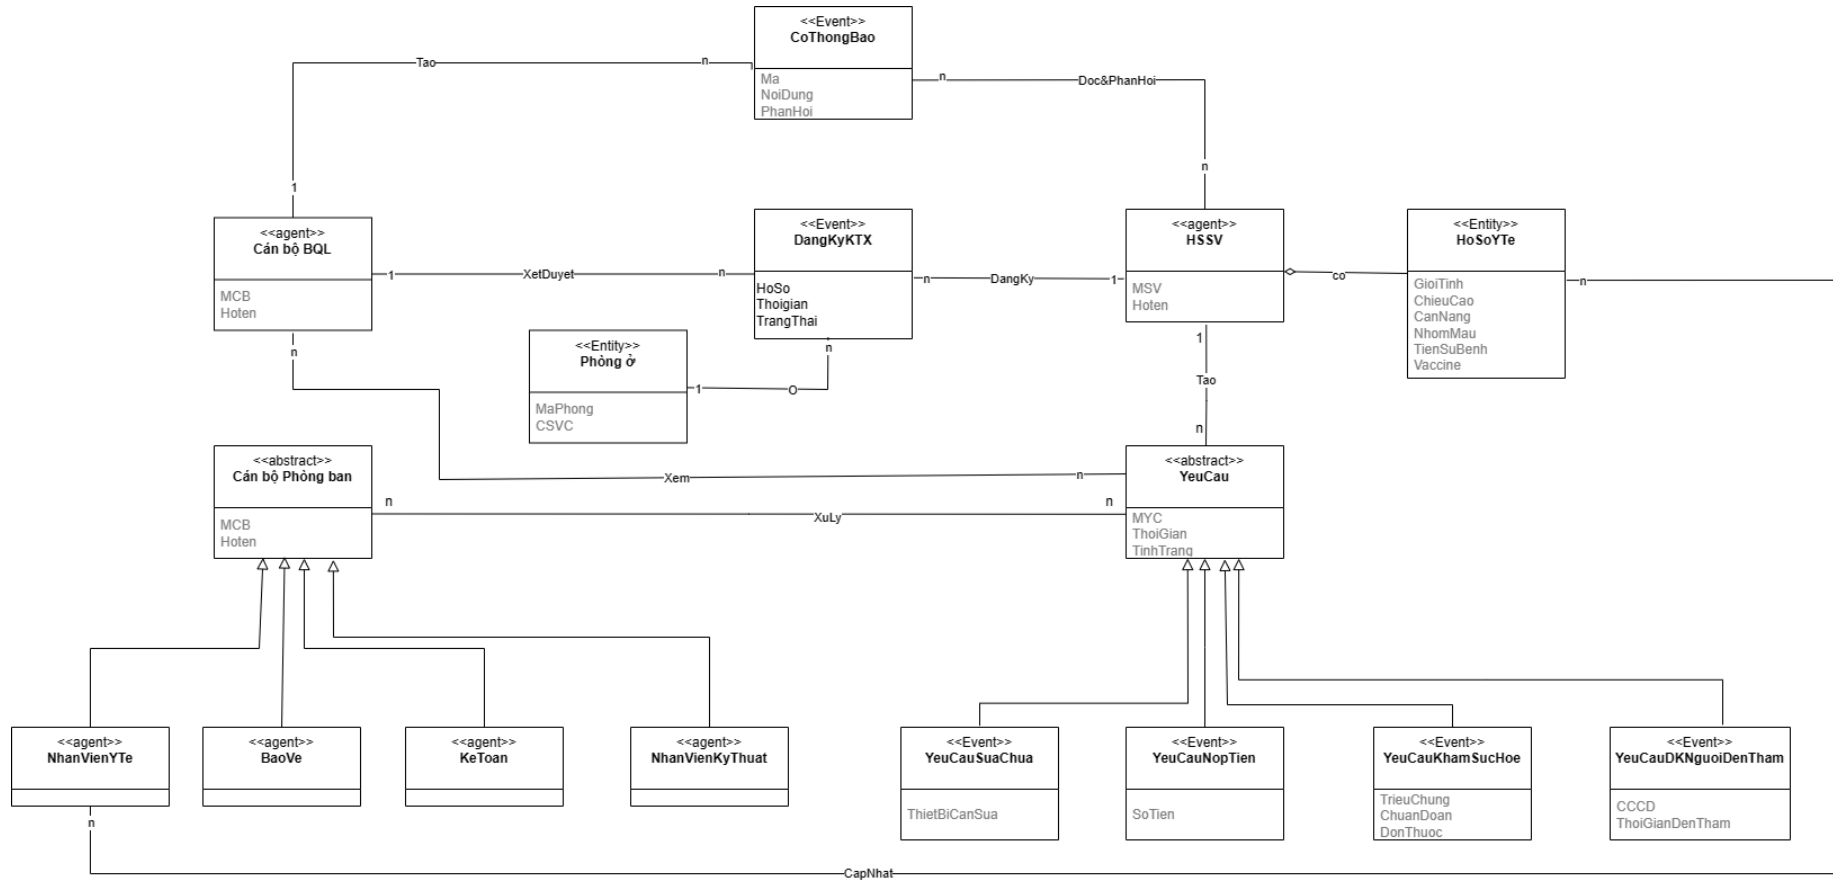 <<Event>>
CoThongBao
Ma
NoiDung
PhanHoi
Tao
n
1
n
Doc&PhanHoi
n
<<agent>>
Cán bộ BQL
MCB
Hoten
1
XetDuyet
n
<<Event>>
DangKyKTX
HoSo
Thoigian
TrangThai
n
DangKy
1
<<agent>>
HSSV
MSV
Hoten
co
<<Entity>>
HoSoYTe
GioiTinh
ChieuCao
CanNang
NhomMau
TienSuBenh
Vaccine
n
n
<<Entity>>
Phòng ở
MaPhong
CSVC
1
O
n
1
Tao
n
<<abstract>>
Cán bộ Phòng ban
MCB
Hoten
Xem
n
n
XuLy
n
<<abstract>>
YeuCau
MYC
ThoiGian
TinhTrang
<<agent>>
NhanVienYTe
<<agent>>
BaoVe
<<agent>>
KeToan
<<agent>>
NhanVienKyThuat
<<Event>>
YeuCauSuaChua
ThietBiCanSua
<<Event>>
YeuCauNopTien
SoTien
<<Event>>
YeuCauKhamSucHoe
TrieuChung
ChuanDoan
DonThuoc
<<Event>>
YeuCauDKNguoiDenTham
CCCD
ThoiGianDenTham
n
CapNhat